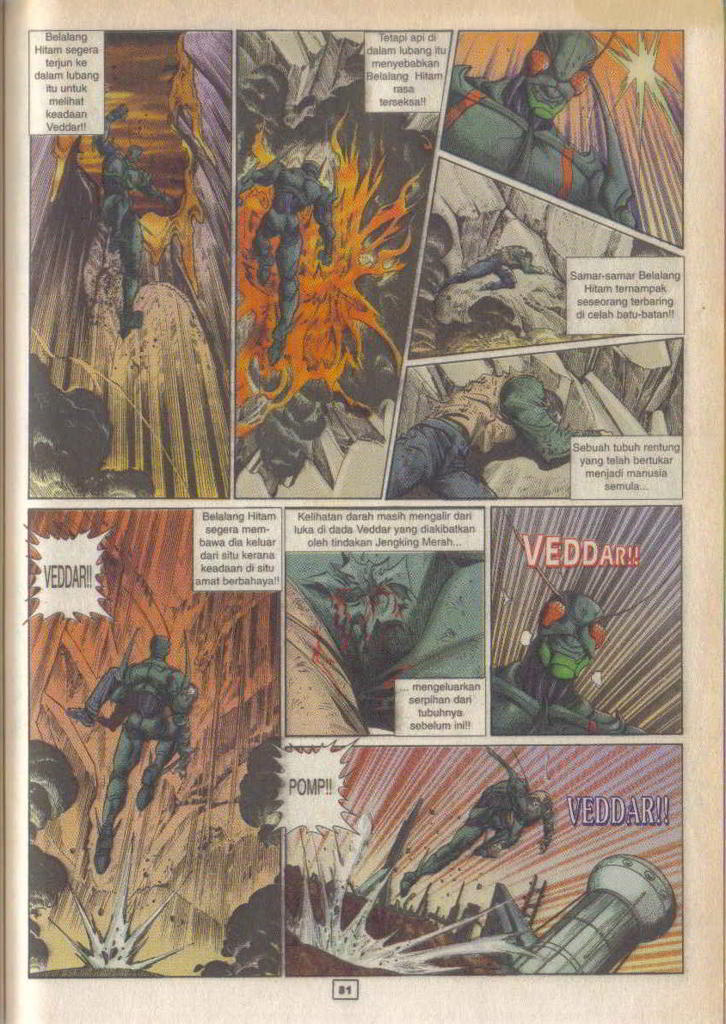 Belalang
Hitam segera
terjun ke
dalam lubang
itu untuk
melihat
keadaan
Veddar!!
Tetapi api di
dalam lubang itu
menyebabkan
Belalang Hitam
rasa
terseksa!!
Samar-samar Belalang
Hitam ternampak
seseorang terbaring
di celah batu-batan!!
Sebuah tubuh rentung
yang telah bertukar
menjadi manusia
semula...
VEDDAR!!
Belalang Hitam
segera mem-
bawa dia keluar
dari situ kerana
keadaan di situ
amat berbahaya!!
Kelihatan darah masih mengalir dari
luka di dada Veddar yang diakibatkan
oleh tindakan Jengking Merah...
... mengeluarkan
serpihan dari
tubuhnya
sebelum ini!!
VEDDAR!!
POMP!!
VEDDAR!!
81